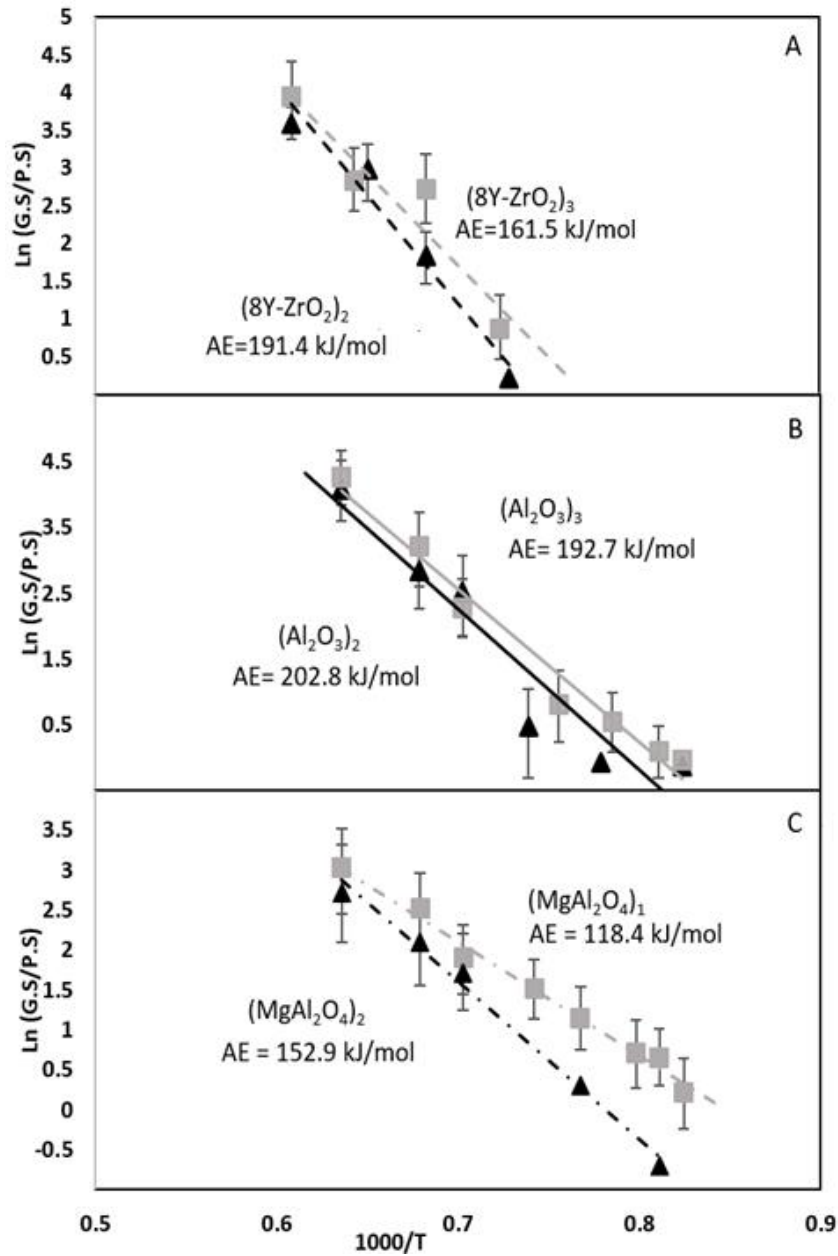 5
A
4.5
4
3.5
3
2.5
2
1.5
1
0.5
Ln (G.S/P.S)
(8Y-ZrO₂)₃
AE=161.5 kJ/mol
(8Y-ZrO₂)₂
AE=191.4 kJ/mol
B
4.5
3.5
2.5
1.5
0.5
Ln (G.S/P.S)
(Al₂O₃)₃
AE= 192.7 kJ/mol
(Al₂O₃)₂
AE= 202.8 kJ/mol
C
3.5
3
2.5
2
1.5
1
0.5
0
-0.5
Ln (G.S/P.S)
(MgAl₂O₄)₁
AE = 118.4 kJ/mol
(MgAl₂O₄)₂
AE = 152.9 kJ/mol
0.5 0.6 0.7 0.8 0.9
1000/T